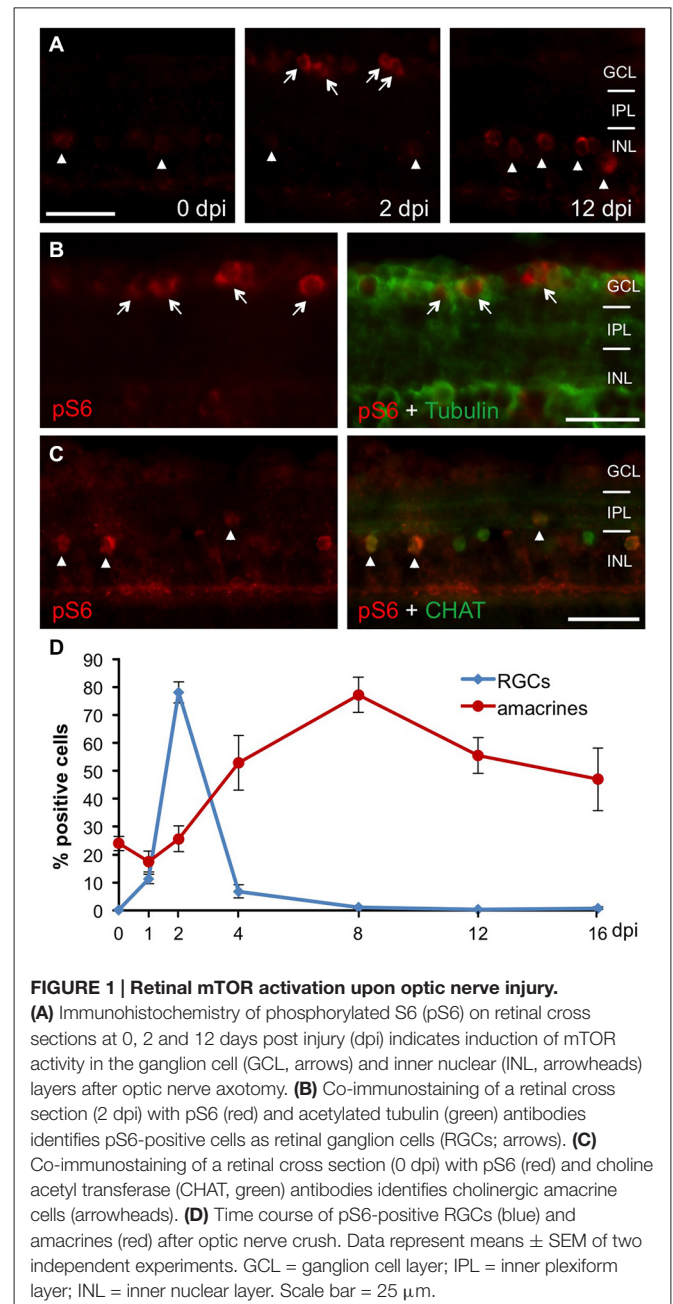 A
GCL
IPL
INL
0 dpi
2 dpi
12 dpi
B
GCL
IPL
INL
pS6
pS6 + Tubulin
C
GCL
IPL
INL
pS6
pS6 + CHAT
D
90
80
70
60
50
40
30
20
10
0
% positive cells
RGCs
amacrines
0 1 2 4 8 12 16 dpi
FIGURE 1 | Retinal mTOR activation upon optic nerve injury.
(A) Immunohistochemistry of phosphorylated S6 (pS6) on retinal cross
sections at 0, 2 and 12 days post injury (dpi) indicates induction of mTOR
activity in the ganglion cell (GCL, arrows) and inner nuclear (INL, arrowheads)
layers after optic nerve axotomy. (B) Co-immunostaining of a retinal cross
section (2 dpi) with pS6 (red) and acetylated tubulin (green) antibodies
identifies pS6-positive cells as retinal ganglion cells (RGCs; arrows). (C)
Co-immunostaining of a retinal cross section (0 dpi) with pS6 (red) and choline
acetyl transferase (CHAT, green) antibodies identifies cholinergic amacrine
cells (arrowheads). (D) Time course of pS6-positive RGCs (blue) and
amacrines (red) after optic nerve crush. Data represent means ± SEM of two
independent experiments. GCL = ganglion cell layer; IPL = inner plexiform
layer; INL = inner nuclear layer. Scale bar = 25 μm.